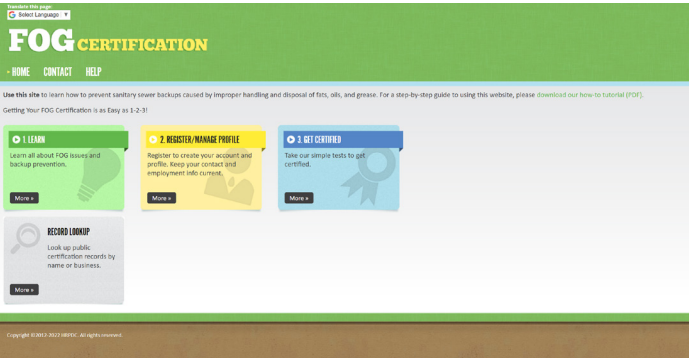 Translate this page:
Select Language ▼
FOG CERTIFICATION
HOME CONTACT HELP
Use this site to learn how to prevent sanitary sewer backups caused by improper handling and disposal of fats, oils, and grease. For a step-by-step guide to using this website, please download our how-to tutorial (PDF).
Getting Your FOG Certification is as Easy as 1-2-3!
1. LEARN
Learn all about FOG issues and
backup prevention.
More »
2. REGISTER/MANAGE PROFILE
Register to create your account and
profile. Keep your contact and
employment info current.
More »
3. GET CERTIFIED
Take our simple tests to get
certified.
More »
RECORD LOOKUP
Look up public
certification records by
name or business.
More »
Copyright ©2013-2022 HRPDC. All rights reserved.